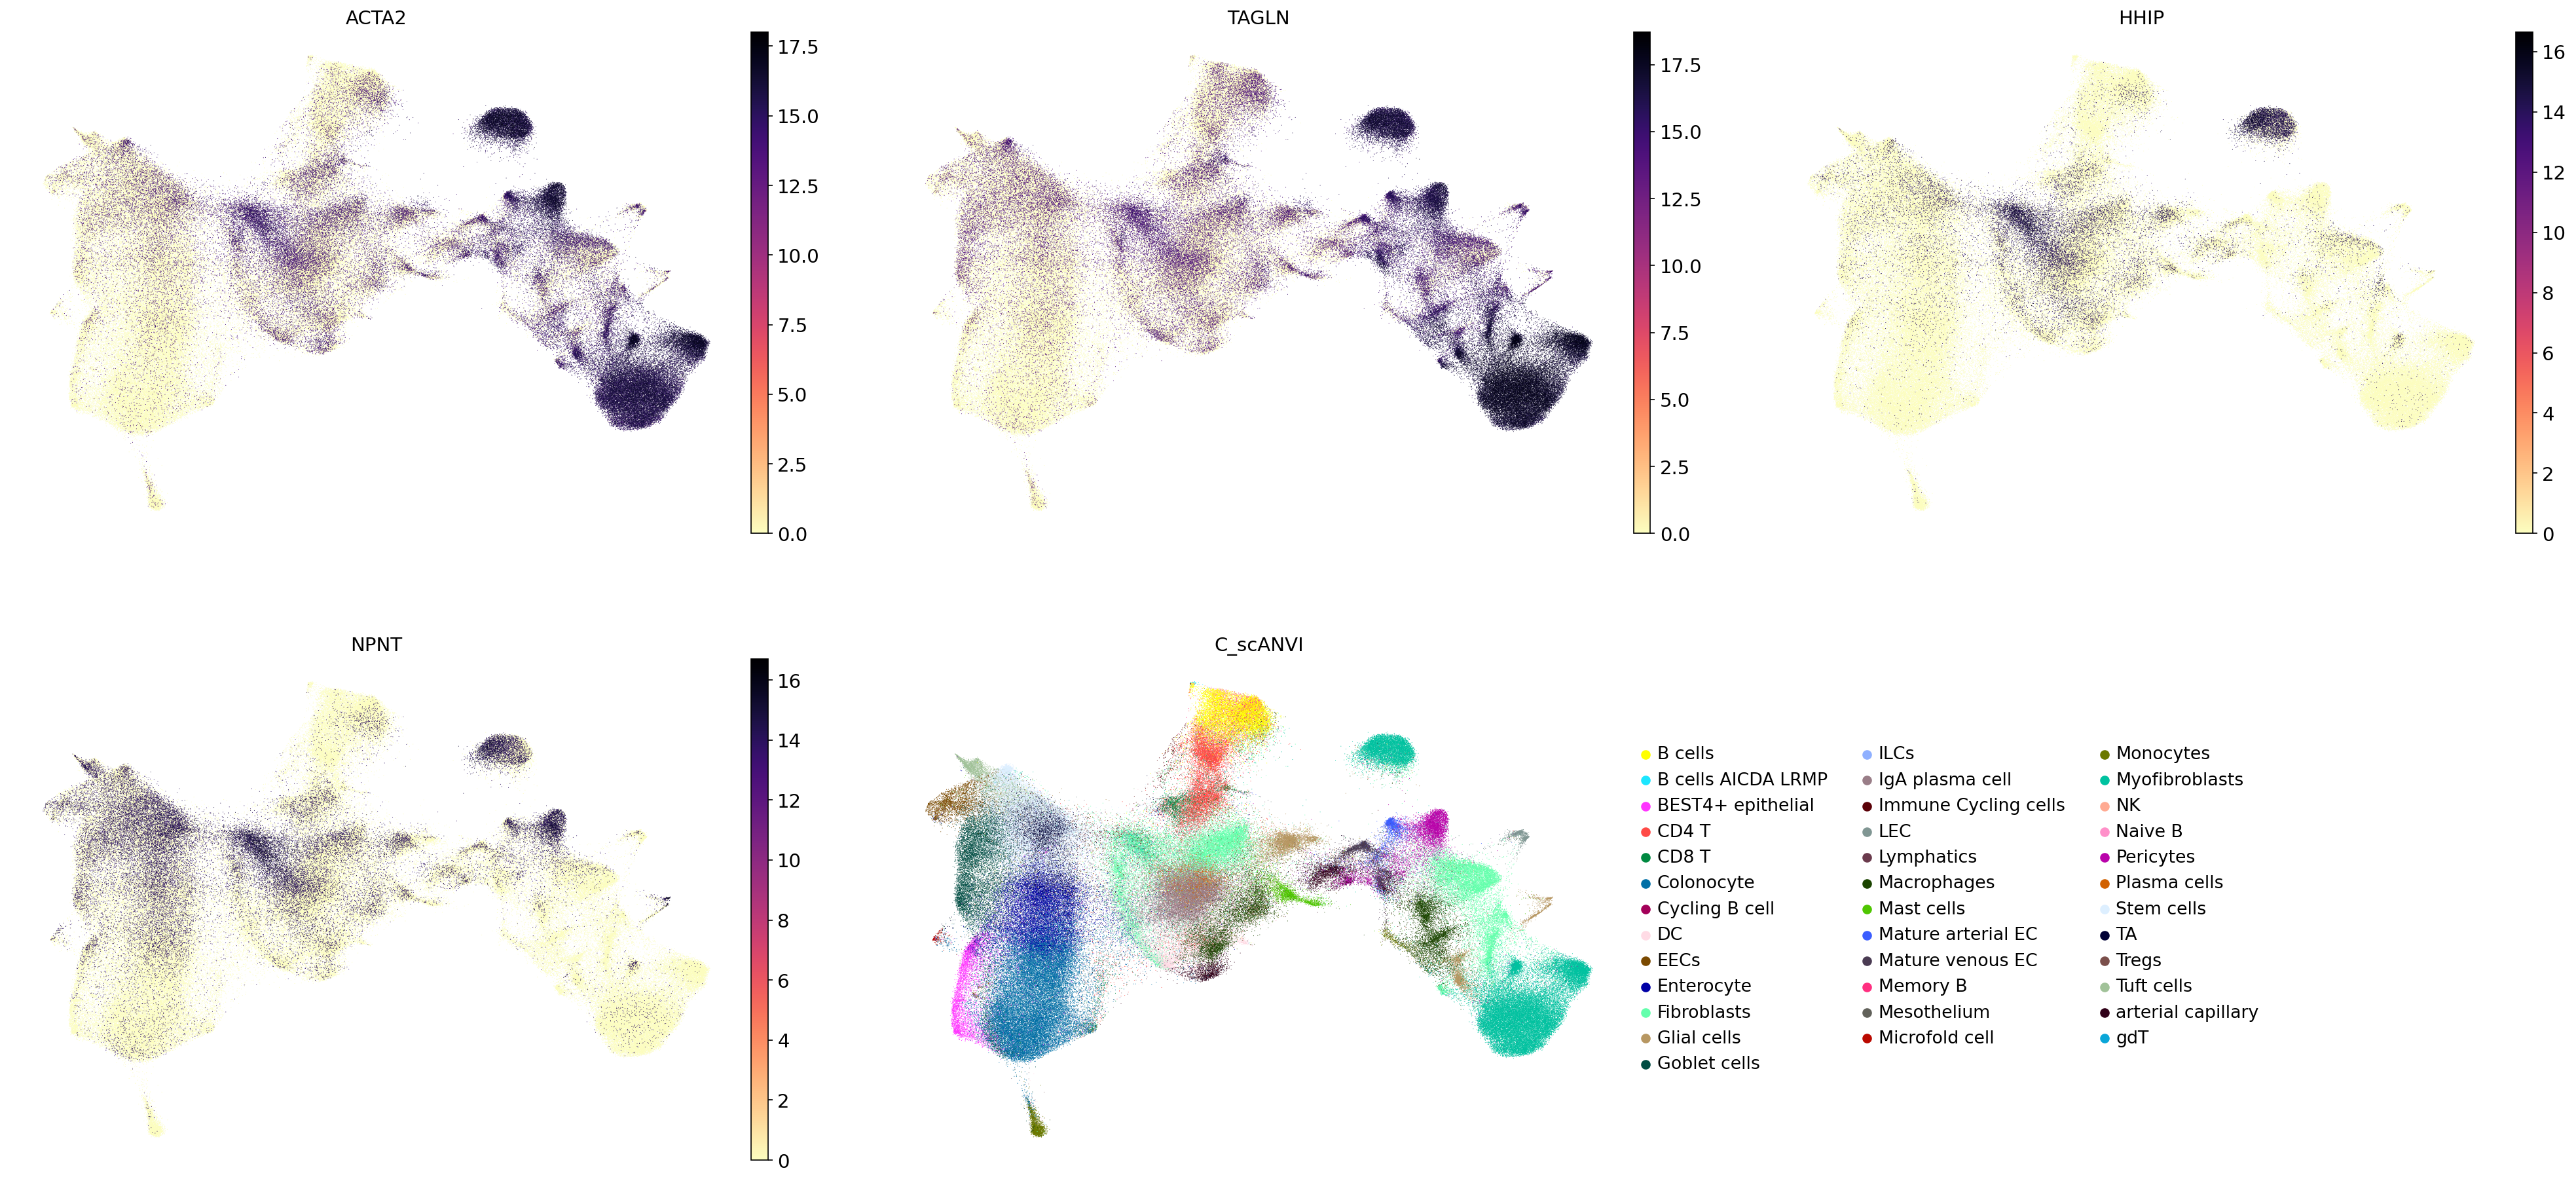 ACTA2
17.5
15.0
12.5
10.0
7.5
5.0
2.5
0.0
TAGLN
17.5
15.0
12.5
10.0
7.5
5.0
2.5
0.0
HHIP
16
14
12
10
8
6
4
2
0
NPNT
16
14
12
10
8
6
4
2
0
C_scANVI
B cells
B cells AICDA LRMP
BEST4+ epithelial
CD4 T
CD8 T
Colonocyte
Cycling B cell
DC
EECs
Enterocyte
Fibroblasts
Glial cells
Goblet cells
ILCs
IgA plasma cell
Immune Cycling cells
LEC
Lymphatics
Macrophages
Mast cells
Mature arterial EC
Mature venous EC
Memory B
Mesothelium
Microfold cell
Monocytes
Myofibroblasts
NK
Naive B
Pericytes
Plasma cells
Stem cells
TA
Tregs
Tuft cells
arterial capillary
gdT